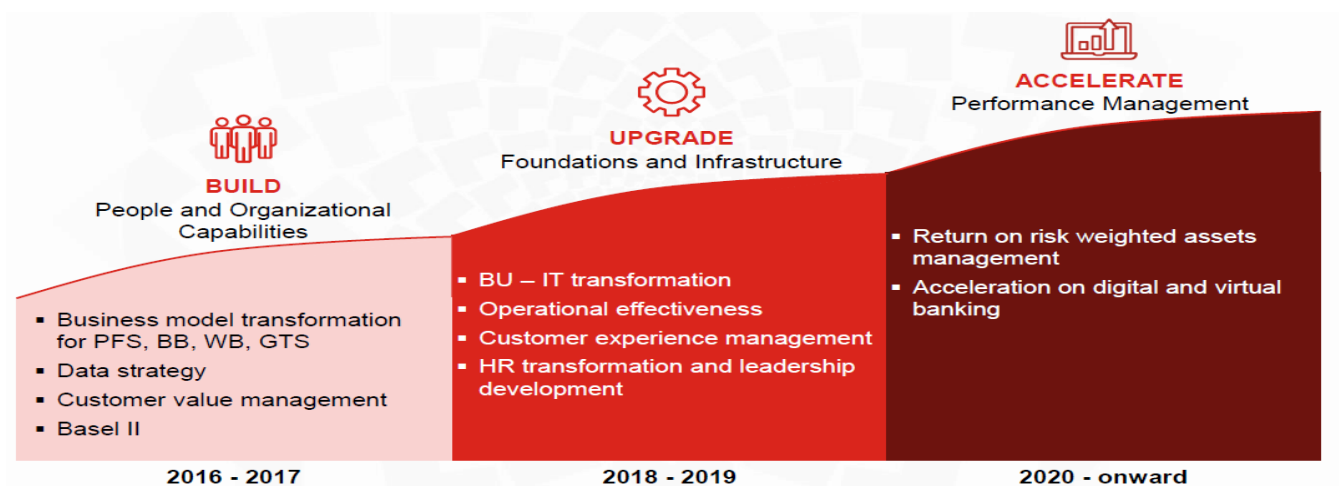 BUILD
People and Organizational
Capabilities
▪ Business model transformation
for PFS, BB, WB, GTS
▪ Data strategy
▪ Customer value management
▪ Basel II
2016 - 2017
UPGRADE
Foundations and Infrastructure
▪ BU – IT transformation
▪ Operational effectiveness
▪ Customer experience management
▪ HR transformation and leadership
development
2018 - 2019
ACCELERATE
Performance Management
▪ Return on risk weighted assets
management
▪ Acceleration on digital and virtual
banking
2020 - onward